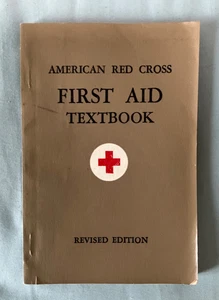 AMERICAN RED CROSS
FIRST AID
TEXTBOOK
REVISED EDITION